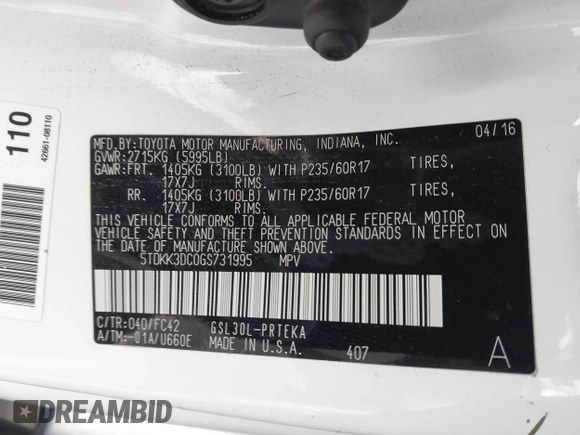 110
42661-08110
MFD.BY:TOYOTA MOTOR MANUFACTURING, INDIANA, INC. 04/16
GVWR:2715KG (5995LB)
GAWR:FRT. 1405KG (3100LB) WITH P235/60R17 TIRES,
17X7J RIMS.
RR. 1405KG (3100LB) WITH P235/60R17 TIRES,
17X7J RIMS.
THIS VEHICLE CONFORMS TO ALL APPLICABLE FEDERAL MOTOR
VEHICLE SAFETY AND THEFT PREVENTION STANDARDS IN EFFECT ON
THE DATE OF MANUFACTURE SHOWN ABOVE.
5TDKK3DC0GS731995 MPV
C/TR:040/FC42 GSL30L-PRTEKA
A/TM:-01A/U660E MADE IN U.S.A. 407
A
DREAMBID